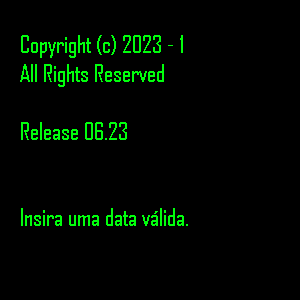 Copyright (c) 2023 - 1
All Rights Reserved
Release 06.23
Insira uma data válida.